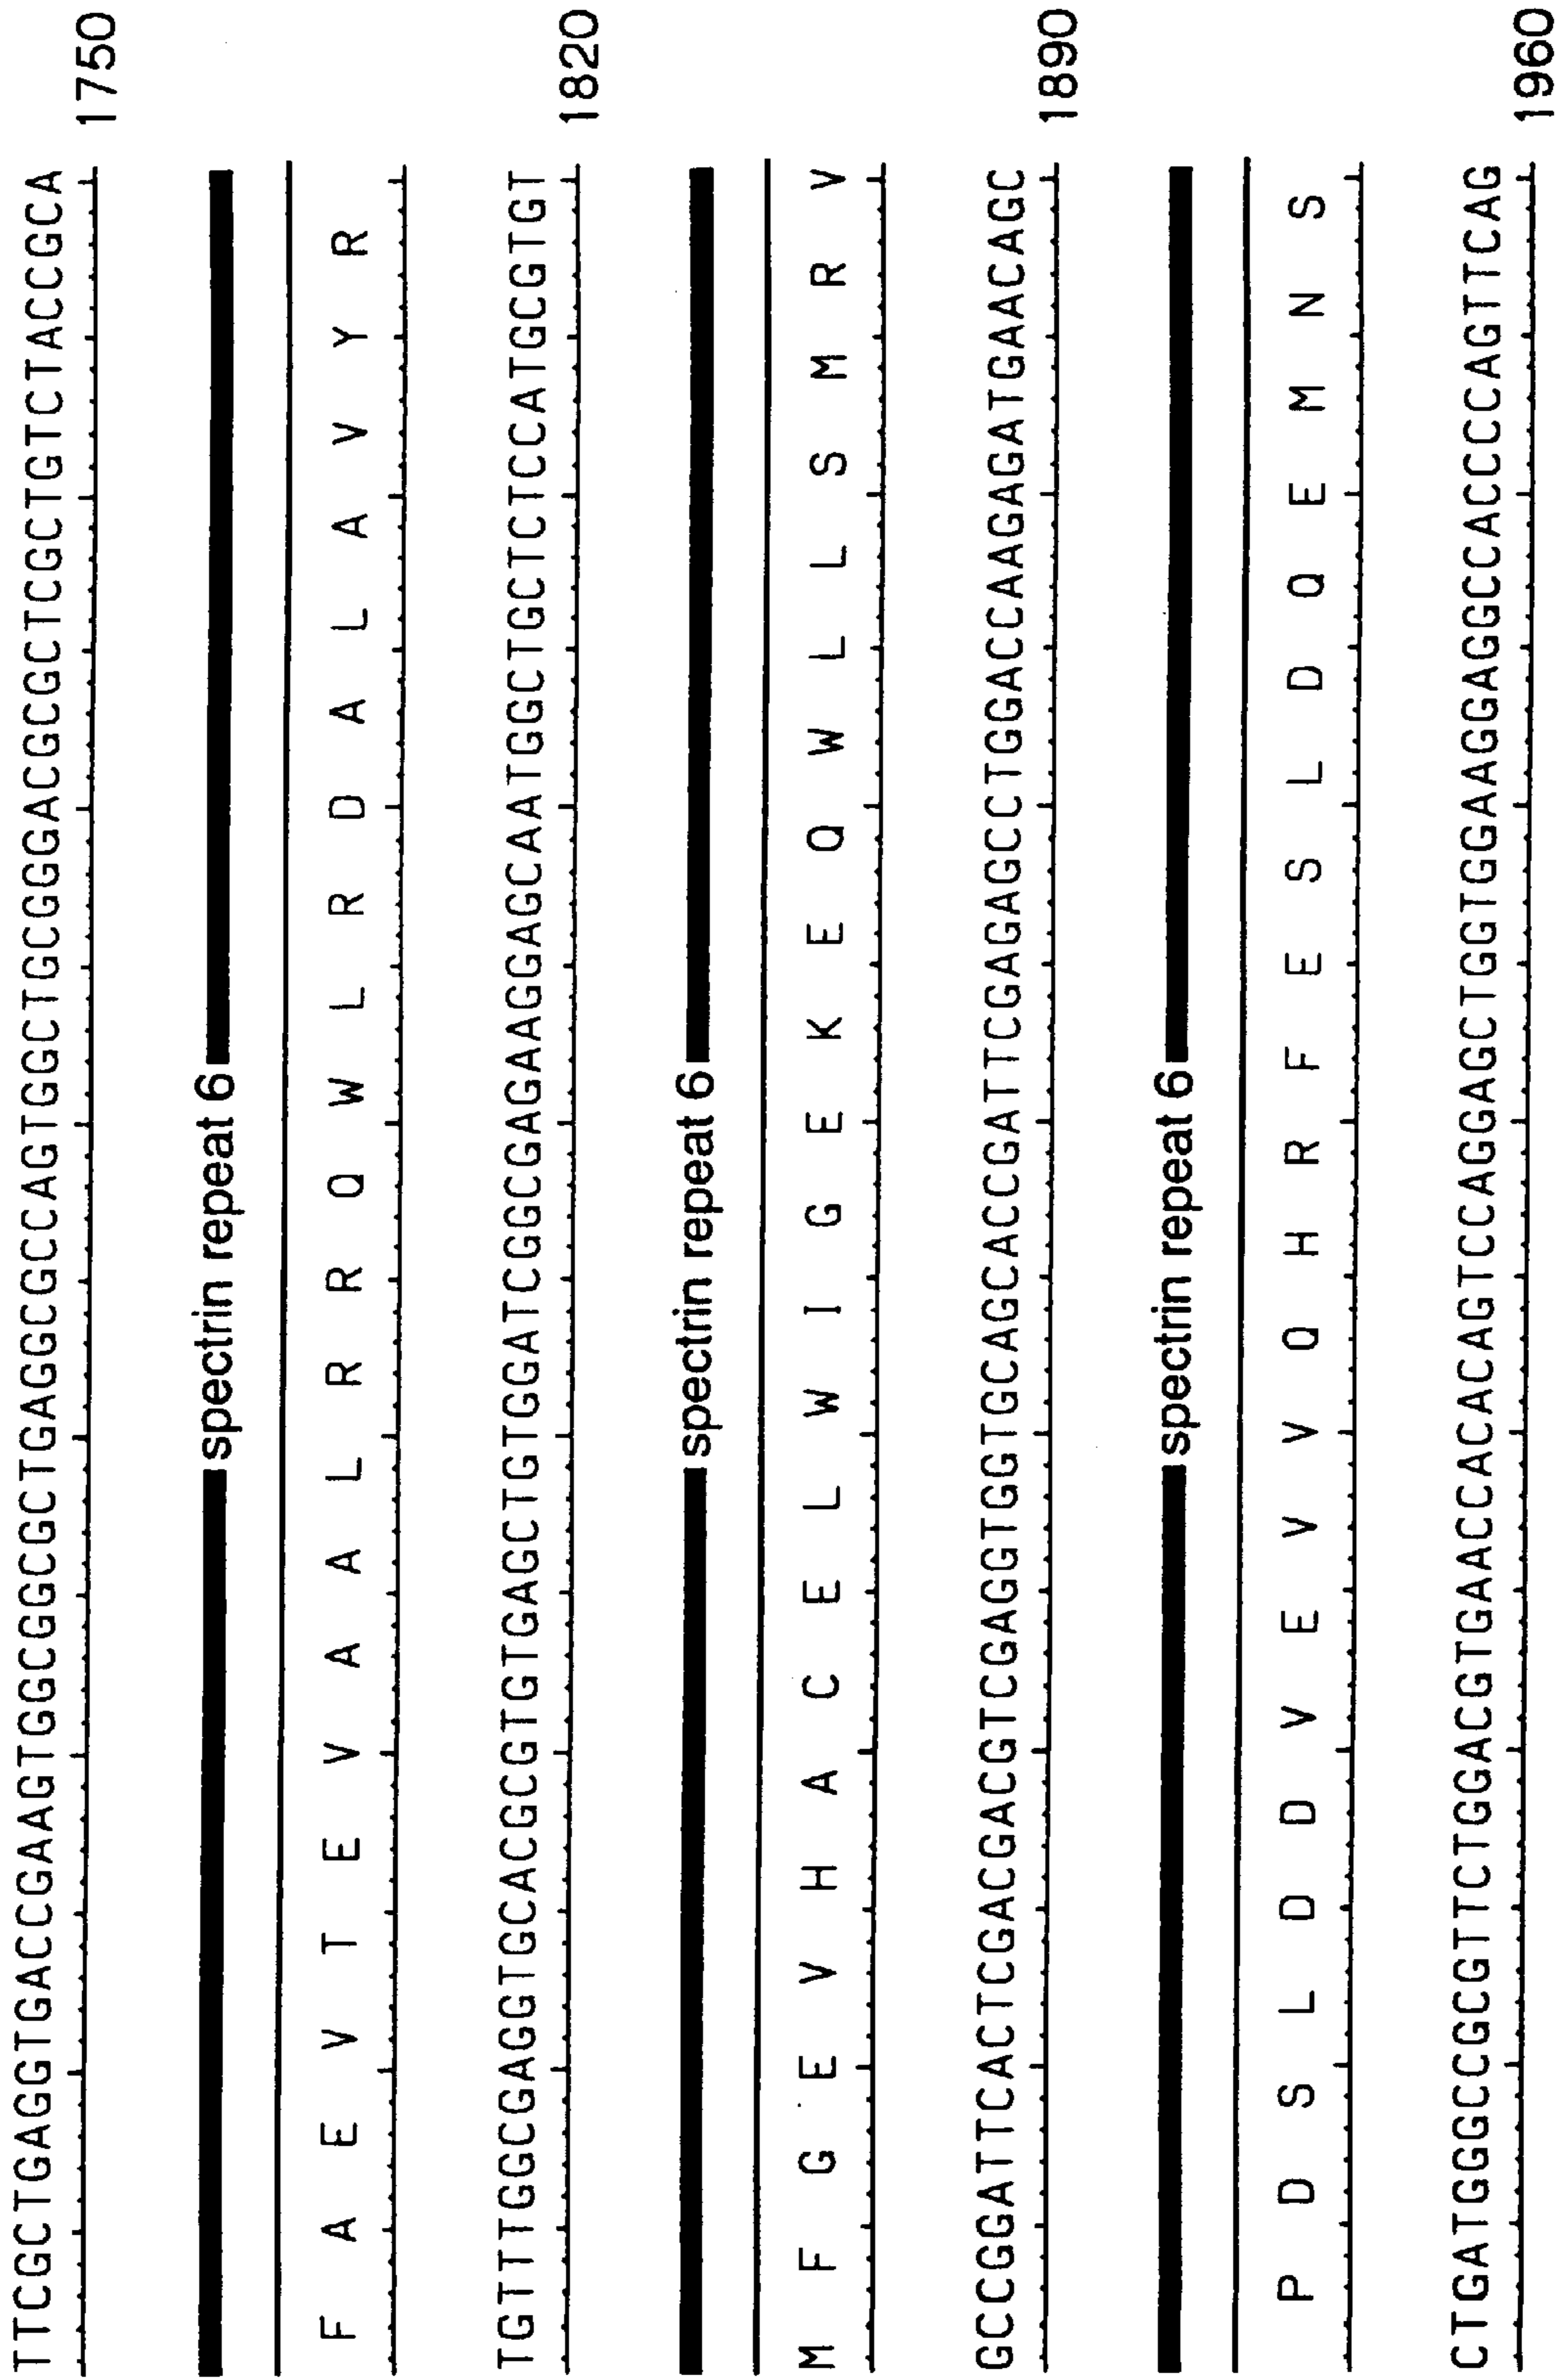 TTCGCTGAGGTGACCGAAGTGGCGGCGCTGAGGCGCCAGTGGCTGCGGGACGCGCTCGCTGTCTACCGCA 1750
spectrin repeat 6
F A E V T E V A A L R R Q W L R D A L A V Y R
TGTTTGGCGAGGTGCACGCGTGTGAGCTGTGGATCGGCGAGAAGGAGCAATGGCTGCTCTCCATGCGTGT 1820
spectrin repeat 6
M F G E V H A C E L W I G E K E Q W L L S M R V
GCCGGATTCACTCGACGACGTCGAGGTGGTGCAGCACCGATTCGAGAGCCTGGACCAAGAGATGAACAGC 1890
spectrin repeat 6
P D S L D D V E V V Q H R F E S L D Q E M N S
CTGATGGGCCGCGTTCTGGACGTGAACCACACAGTCCAGGAGCTGGTGGAAGGAGGCCACCCCAGTTCAG 1960